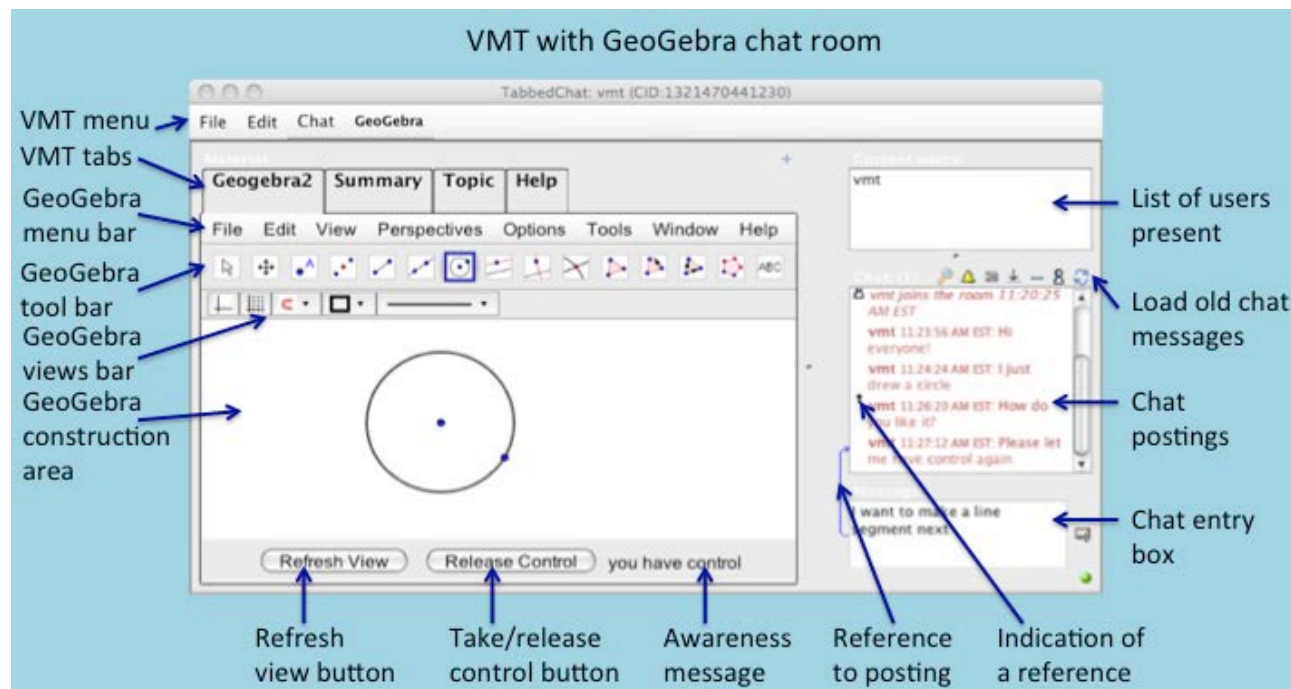 VMT with GeoGebra chat room
TabbedChat: vmt (CID:1321470441230)
VMT menu
File Edit Chat GeoGebra
VMT tabs
Material
Geogebra2 Summary Topic Help
GeoGebra
menu bar
File Edit View Perspectives Options Tools Window Help
GeoGebra
tool bar
A
ABC
GeoGebra
views bar
GeoGebra
construction
area
Refresh View
Release Control
you have control
Current users
vmt
List of users
present
Load old chat
messages
vmt joins the room 11:20:25
AM EST
vmt 11:23:56 AM EST: Hi
everyone!
vmt 11:24:24 AM EST: I just
drew a circle
vmt 11:26:20 AM EST: How do
you like it?
vmt 11:27:12 AM EST: Please let
me have control again
Chat
postings
Message
I want to make a line
segment next
Chat entry
box
Refresh
view button
Take/release
control button
Awareness
message
Reference
to posting
Indication of
a reference